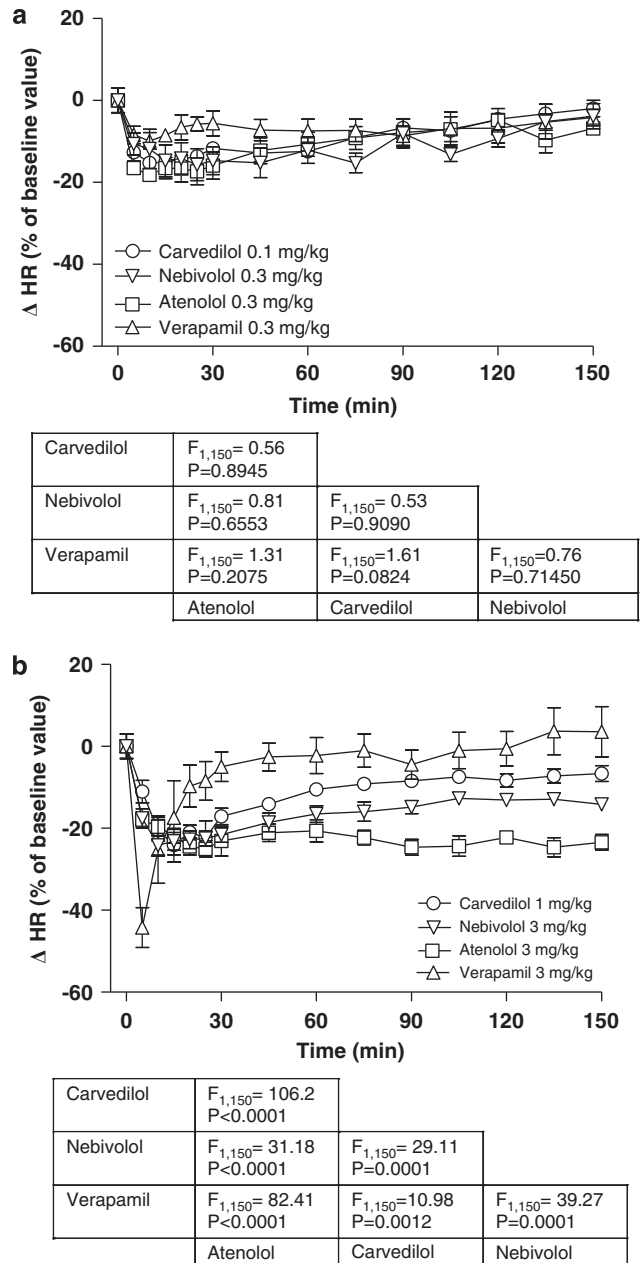 a
20
0
-20
-40
-60
Δ HR (% of baseline value)
Carvedilol 0.1 mg/kg
Nebivolol 0.3 mg/kg
Atenolol 0.3 mg/kg
Verapamil 0.3 mg/kg
0 30 60 90 120 150
Time (min)
Carvedilol F1,150= 0.56
P=0.8945
Nebivolol F1,150= 0.81 F1,150= 0.53
P=0.6553 P=0.9090
Verapamil F1,150= 1.31 F1,150=1.61 F1,150=0.76
P=0.2075 P=0.0824 P=0.71450
Atenolol Carvedilol Nebivolol
b
20
0
-20
-40
-60
Δ HR (% of baseline value)
Carvedilol 1 mg/kg
Nebivolol 3 mg/kg
Atenolol 3 mg/kg
Verapamil 3 mg/kg
0 30 60 90 120 150
Time (min)
Carvedilol F1,150= 106.2
P<0.0001
Nebivolol F1,150= 31.18 F1,150= 29.11
P<0.0001 P=0.0001
Verapamil F1,150= 82.41 F1,150=10.98 F1,150= 39.27
P<0.0001 P=0.0012 P=0.0001
Atenolol Carvedilol Nebivolol